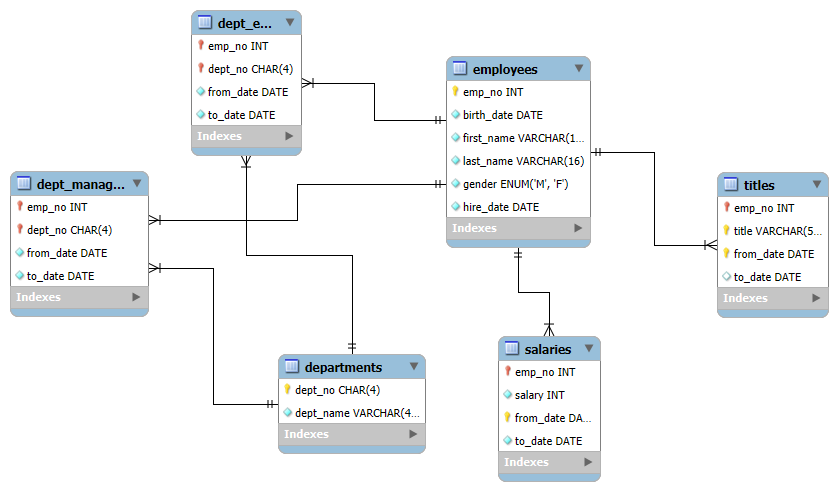 dept_e...
emp_no INT
dept_no CHAR(4)
from_date DATE
to_date DATE
Indexes
employees
emp_no INT
birth_date DATE
first_name VARCHAR(1...
last_name VARCHAR(16)
gender ENUM('M', 'F')
hire_date DATE
Indexes
dept_manag...
emp_no INT
dept_no CHAR(4)
from_date DATE
to_date DATE
Indexes
titles
emp_no INT
title VARCHAR(5...
from_date DATE
to_date DATE
Indexes
departments
dept_no CHAR(4)
dept_name VARCHAR(4...
Indexes
salaries
emp_no INT
salary INT
from_date DA...
to_date DATE
Indexes